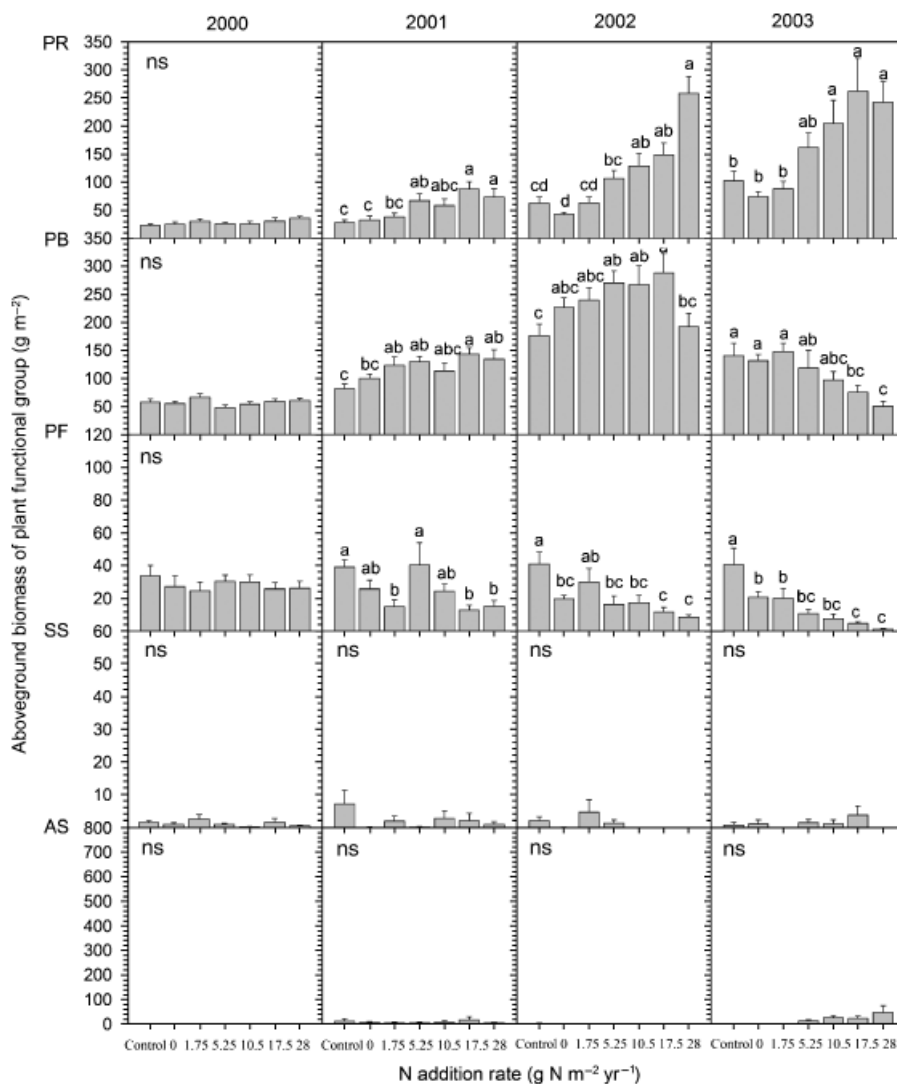 2000 2001 2002 2003
PR 350
ns
300
250
200
150
100
50
a
c c bc ab abc a a
cd d cd bc ab ab a
b b b ab a a a
PB 350
ns
300
250
200
150
100
50
c bc ab ab abc a ab
c abc abc ab ab bc
a a a ab abc bc c
PF 120
ns
100
80
60
40
20
a ab b a ab b b
a bc ab bc bc c c
a b b bc bc c c
SS 60
ns ns ns ns
50
40
30
20
10
AS 800
ns ns ns ns
700
600
500
400
300
200
100
0
Control 0 1.75 5.25 10.5 17.5 28 Control 0 1.75 5.25 10.5 17.5 28 Control 0 1.75 5.25 10.5 17.5 28 Control 0 1.75 5.25 10.5 17.5 28
N addition rate (g N m⁻² yr⁻¹)
Aboveground biomass of plant functional group (g m⁻²)